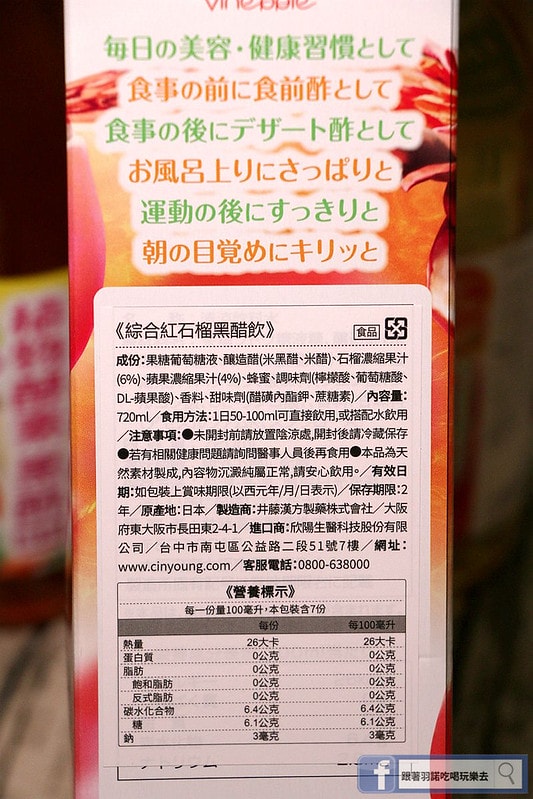 Vineople
毎日の美容・健康習慣として
食事の前に食前酢として
食事の後にデザート酢として
お風呂上りにさっぱりと
運動の後にすっきりと
朝の目覚めにキリッと
《綜合紅石榴黑醋飲》 食品
成份:果糖葡萄糖液、釀造醋(米黑醋、米醋)、石榴濃縮果汁
(6%)、蘋果濃縮果汁(4%)、蜂蜜、調味劑(檸檬酸、葡萄糖酸、
DL-蘋果酸)、香料、甜味劑(醋磺內酯鉀、蔗糖素)／內容量:
720ml／食用方法:1日50-100ml可直接飲用,或搭配水飲用
／注意事項:●未開封前請放置陰涼處,開封後請冷藏保存
●若有相關健康問題請詢問醫事人員後再食用●本品為天
然素材製成,內容物沉澱純屬正常,請安心飲用。／有效日
期:如包裝上賞味期限(以西元年/月/日表示)／保存期限:2
年／原產地:日本／製造商:井藤漢方製藥株式會社／大阪
府東大阪市長田東2-4-1／進口商:欣陽生醫科技股份有限
公司／台中市南屯區公益路二段51號7樓／網址:
www.cinyoung.com／客服電話:0800-638000
《營養標示》
每一份量100毫升,本包裝含7份
每份 每100毫升
熱量 26大卡 26大卡
蛋白質 0公克 0公克
脂肪 0公克 0公克
飽和脂肪 0公克 0公克
反式脂肪 0公克 0公克
碳水化合物 6.4公克 6.4公克
糖 6.1公克 6.1公克
鈉 3毫克 3毫克
f 跟著羽諾吃喝玩樂去